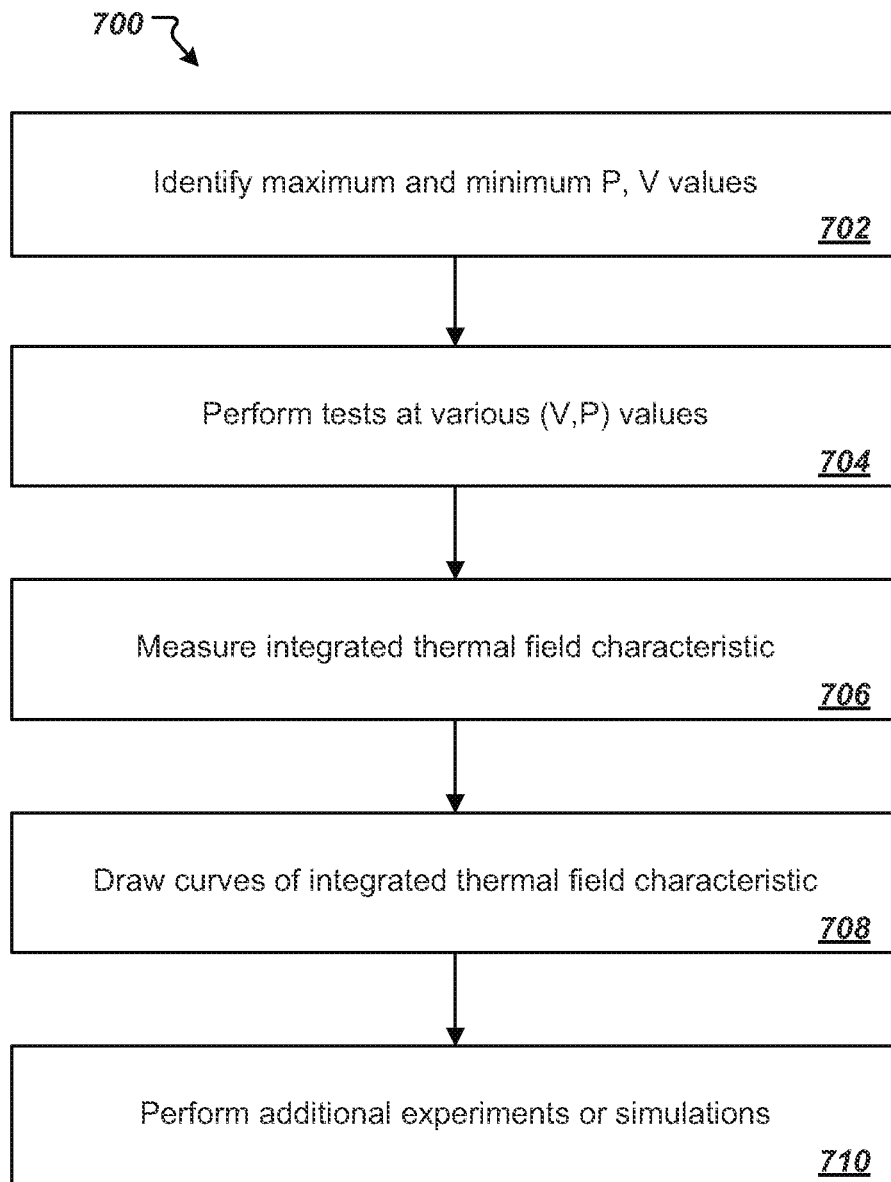 700
Identify maximum and minimum P, V values
702
Perform tests at various (V,P) values
704
Measure integrated thermal field characteristic
706
Draw curves of integrated thermal field characteristic
708
Perform additional experiments or simulations
710